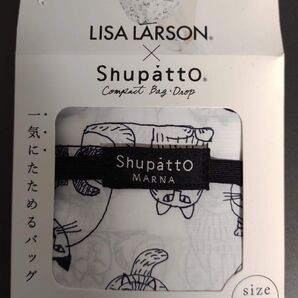 LISA LARSON®
×
Shupatto®
Compact Bag・Drop
一気にたためるバッグ
Shupatto
MARNA
size